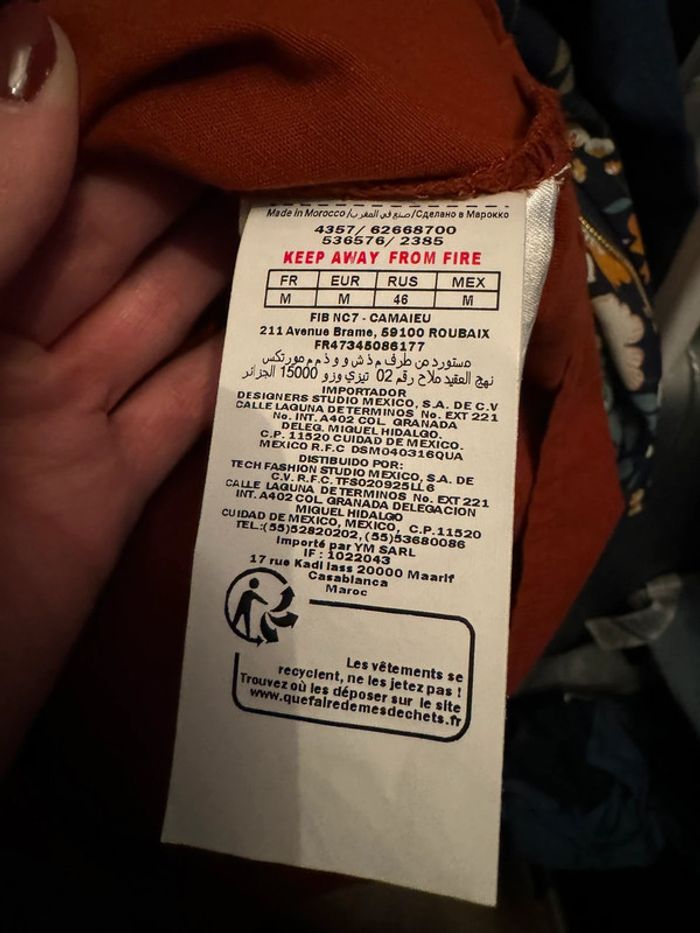 Made in Morocco/صنع في المغرب/Сделано в Марокко
4357/ 62668700
536576/ 2385
KEEP AWAY FROM FIRE
FR EUR RUS MEX
M M 46 M
FIB NC7 - CAMAIEU
211 Avenue Brame, 59100 ROUBAIX
FR47345086177
مستورد من طرف م ذ ش و و ذ م م مورتكس
نهج العقيد ملاح رقم 02 تيزي وزو 15000 الجزائر
IMPORTADOR
DESIGNERS STUDIO MEXICO, S.A. DE C.V
CALLE LAGUNA DE TERMINOS No. EXT 221
No. INT. A402 COL. GRANADA
DELEG. MIGUEL HIDALGO.
C.P. 11520 CUIDAD DE MEXICO.
MEXICO R.F.C DSM040316QUA
DISTIBUIDO POR:
TECH FASHION STUDIO MEXICO, S.A. DE
C.V. R.F.C. TFS020925LL6
CALLE LAGUNA DE TERMINOS No. EXT 221
INT. A402 COL. GRANADA DELEGACION
MIGUEL HIDALGO
CUIDAD DE MEXICO, MEXICO, C.P.11520
TEL:(55)52820202,(55)53680086
Importé par YM SARL
IF : 1022043
17 rue Kadi Iass 20000 Maarif
Casablanca
Maroc
Les vêtements se
recyclent, ne les jetez pas !
Trouvez où les déposer sur le site
www.quefairedemesdechets.fr